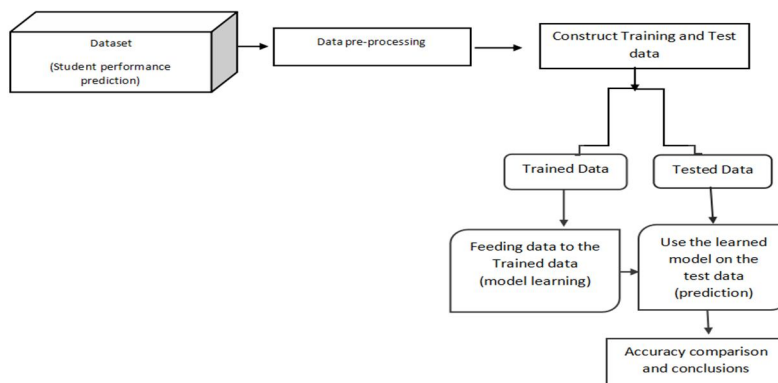 Dataset
(Student performance
prediction)
Data pre-processing
Construct Training and Test
data
Trained Data
Tested Data
Feeding data to the
Trained data
(model learning)
Use the learned
model on the
test data
(prediction)
Accuracy comparison
and conclusions